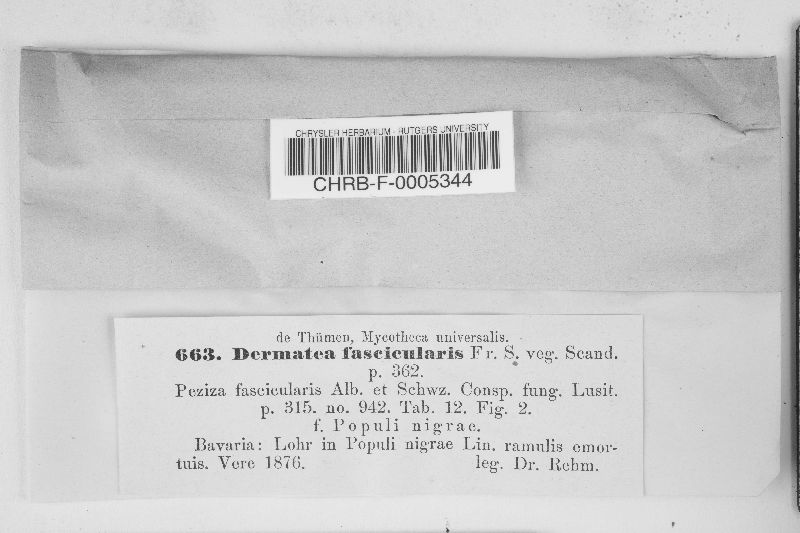 CHRYSLER HERBARIUM - RUTGERS UNIVERSITY
CHRB-F-0005344
de Thümen, Mycotheca universalis.
663. Dermatea fascicularis Fr. S. veg. Scand.
p. 362.
Peziza fascicularis Alb. et Schwz. Consp. fung. Lusit.
p. 315. no. 942. Tab. 12. Fig. 2.
f. Populi nigrae.
Bavaria: Lohr in Populi nigrae Lin. ramulis emor-
tuis. Vere 1876. leg. Dr. Rehm.